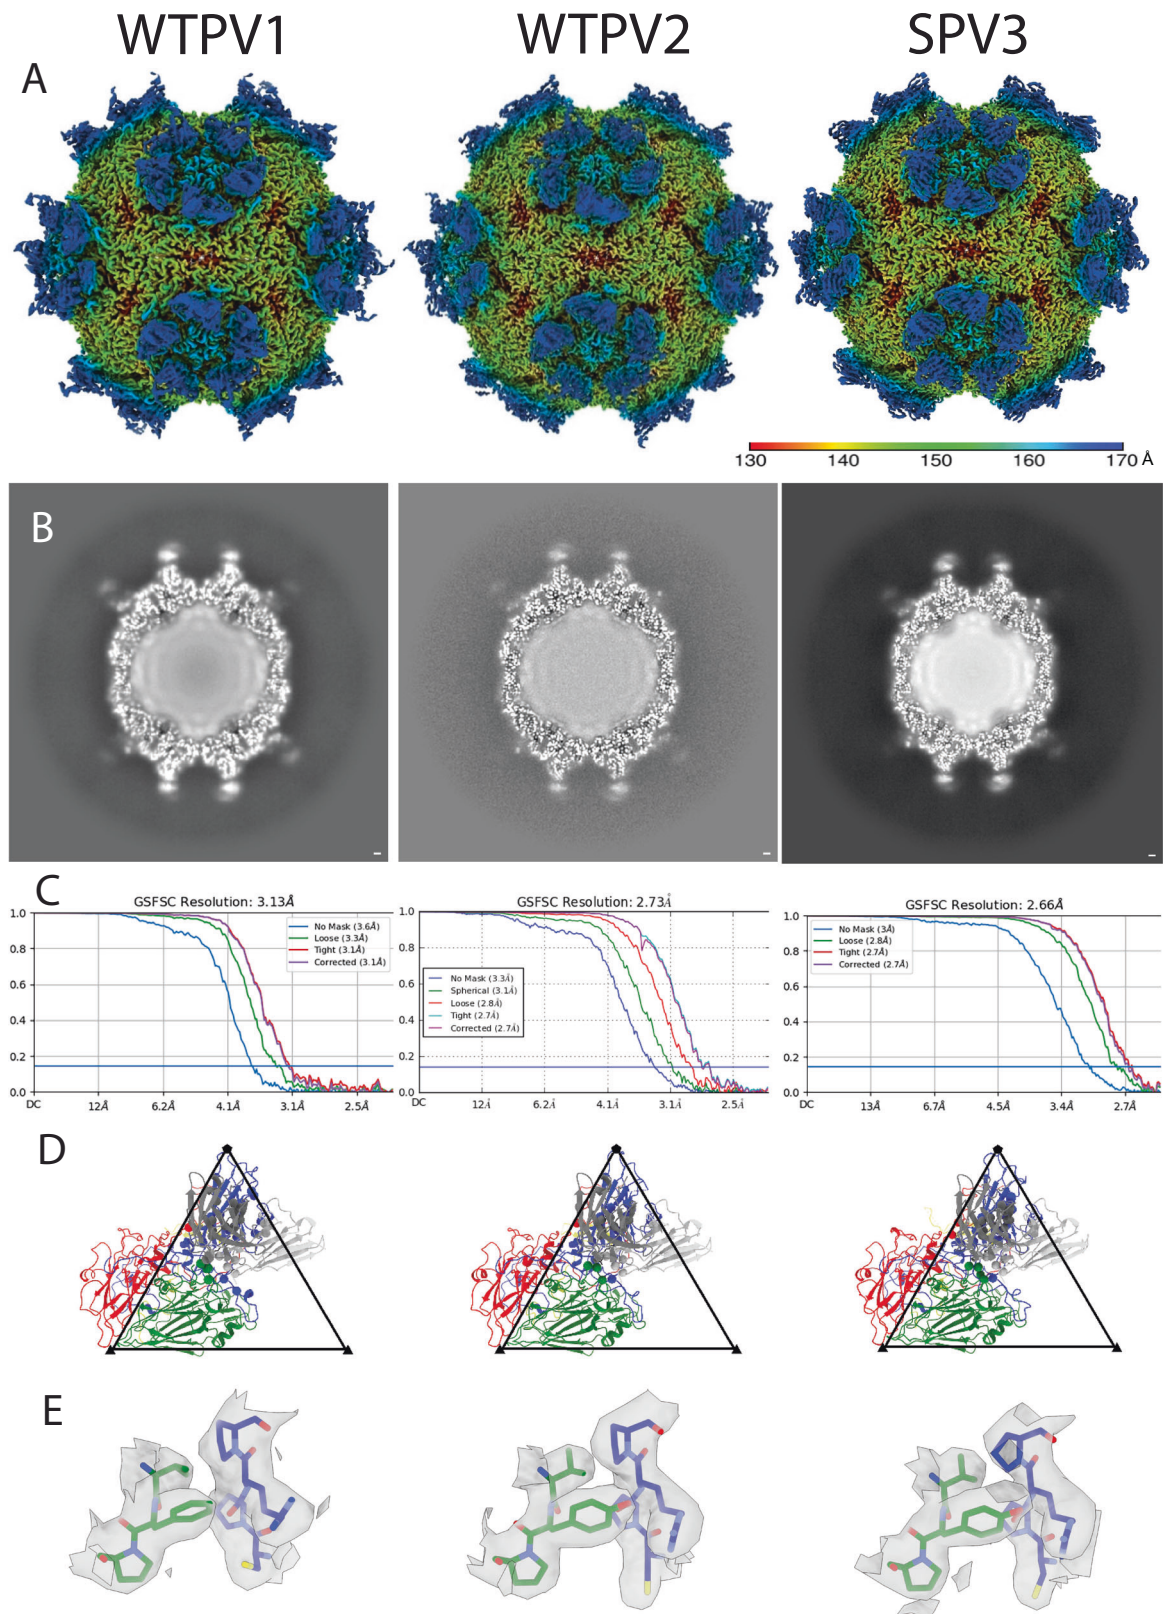 WTPV1 WTPV2 SPV3
A
130 140 150 160 170 Å
B
C
GSFSC Resolution: 3.13Å
1.0
0.8
0.6
0.4
0.2
0.0
DC 12Å 6.2Å 4.1Å 3.1Å 2.5Å
No Mask (3.6Å)
Loose (3.3Å)
Tight (3.1Å)
Corrected (3.1Å)
GSFSC Resolution: 2.73Å
1.0
0.8
0.6
0.4
0.2
0.0
DC 12Å 6.2Å 4.1Å 3.1Å 2.5Å
No Mask (3.3Å)
Spherical (3.1Å)
Loose (2.8Å)
Tight (2.7Å)
Corrected (2.7Å)
GSFSC Resolution: 2.66Å
1.0
0.8
0.6
0.4
0.2
0.0
DC 13Å 6.7Å 4.5Å 3.4Å 2.7Å
No Mask (3Å)
Loose (2.8Å)
Tight (2.7Å)
Corrected (2.7Å)
D
E